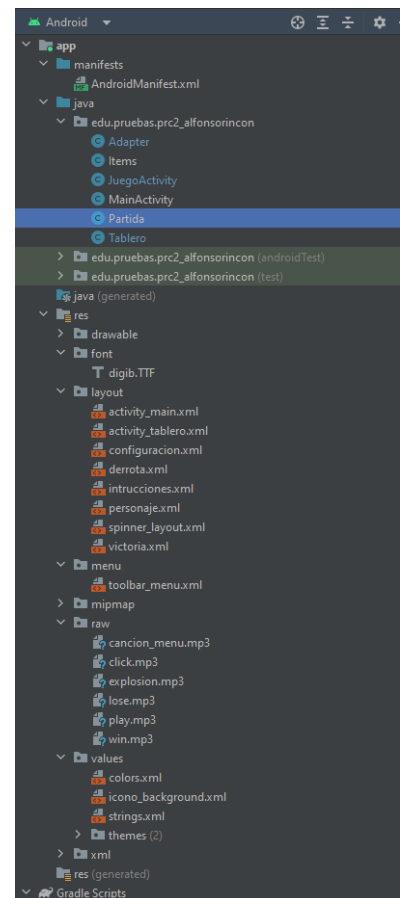 Android
app
manifests
AndroidManifest.xml
java
edu.pruebas.prc2_alfonsorincon
Adapter
Items
JuegoActivity
MainActivity
Partida
Tablero
edu.pruebas.prc2_alfonsorincon (androidTest)
edu.pruebas.prc2_alfonsorincon (test)
java (generated)
res
drawable
font
digib.TTF
layout
activity_main.xml
activity_tablero.xml
configuracion.xml
derrota.xml
intrucciones.xml
personaje.xml
spinner_layout.xml
victoria.xml
menu
toolbar_menu.xml
mipmap
raw
cancion_menu.mp3
click.mp3
explosion.mp3
lose.mp3
play.mp3
win.mp3
values
colors.xml
icono_background.xml
strings.xml
themes (2)
xml
res (generated)
Gradle Scripts